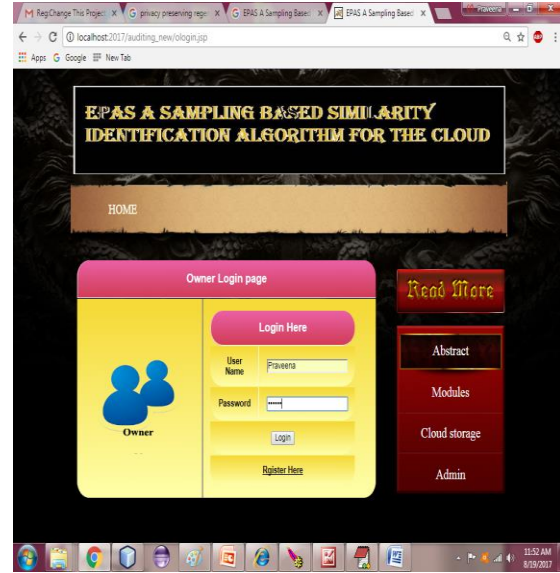 RegChange This Project
privacy preserving rege
EPAS A Sampling Based
EPAS A Sampling Based
Praveena
localhost:2017/auditing_new/ologin.jsp
Apps Google New Tab
EPAS A SAMPLING BASED SIMILARITY
IDENTIFICATION ALGORITHM FOR THE CLOUD
HOME
Owner Login page
Login Here
User
Name
Praveena
Password
••••••
Login
Rgister Here
Owner
Read More
Abstract
Modules
Cloud storage
Admin
11:52 AM
8/19/2017